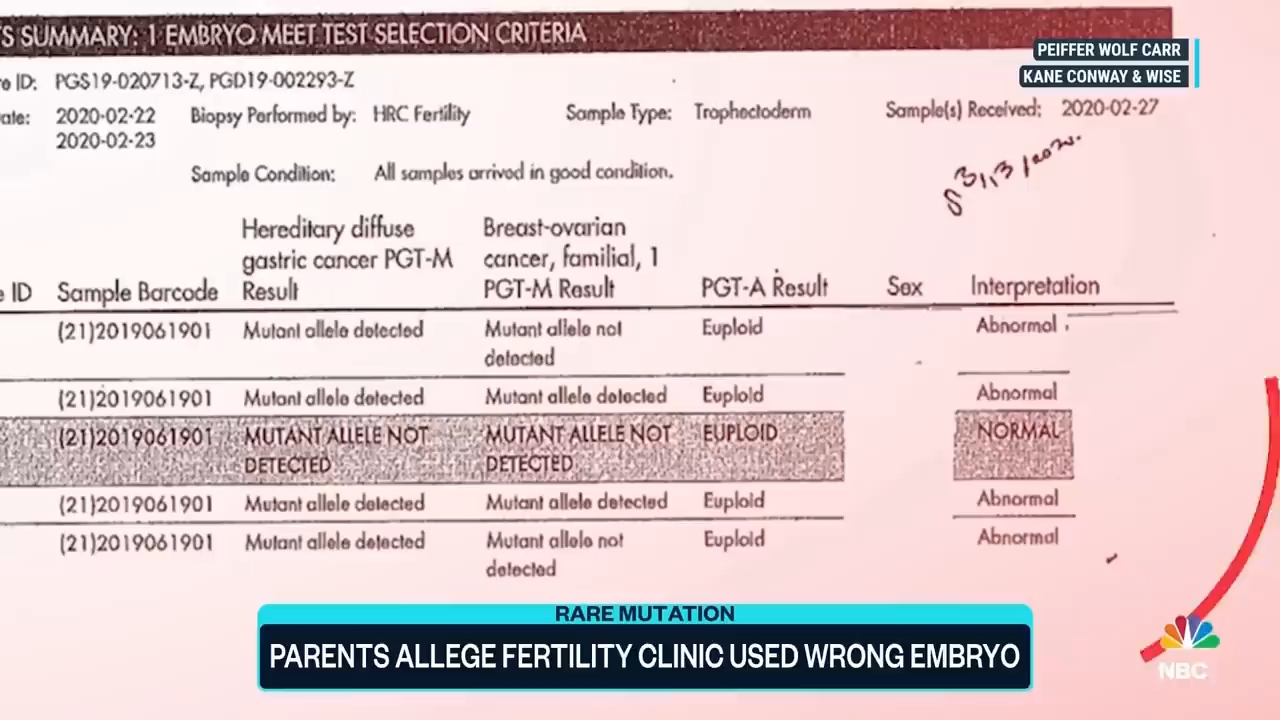 S SUMMARY: 1 EMBRYO MEET TEST SELECTION CRITERIA
PEIFFER WOLF CARR
KANE CONWAY & WISE
ID: PGS19-020713-Z, PGD19-002293-Z
ate: 2020-02-22 Biopsy Performed by: HRC Fertility Sample Type: Trophectoderm Sample(s) Received: 2020-02-27
2020-02-23
Sample Condition: All samples arrived in good condition.
Hereditary diffuse Breast-ovarian
gastric cancer PGT-M cancer, familial, 1
ID Sample Barcode Result PGT-M Result PGT-A Result Sex Interpretation
(21)2019061901 Mutant allele detected Mutant allele not Euploid Abnormal
detected
(21)2019061901 Mutant allele detected Mutant allele detected Euploid Abnormal
(21)2019061901 MUTANT ALLELE NOT MUTANT ALLELE NOT EUPLOID NORMAL
DETECTED DETECTED
(21)2019061901 Mutant allele detected Mutant allele detected Euploid Abnormal
(21)2019061901 Mutant allele detected Mutant allele not Euploid Abnormal
detected
RARE MUTATION
PARENTS ALLEGE FERTILITY CLINIC USED WRONG EMBRYO
NBC